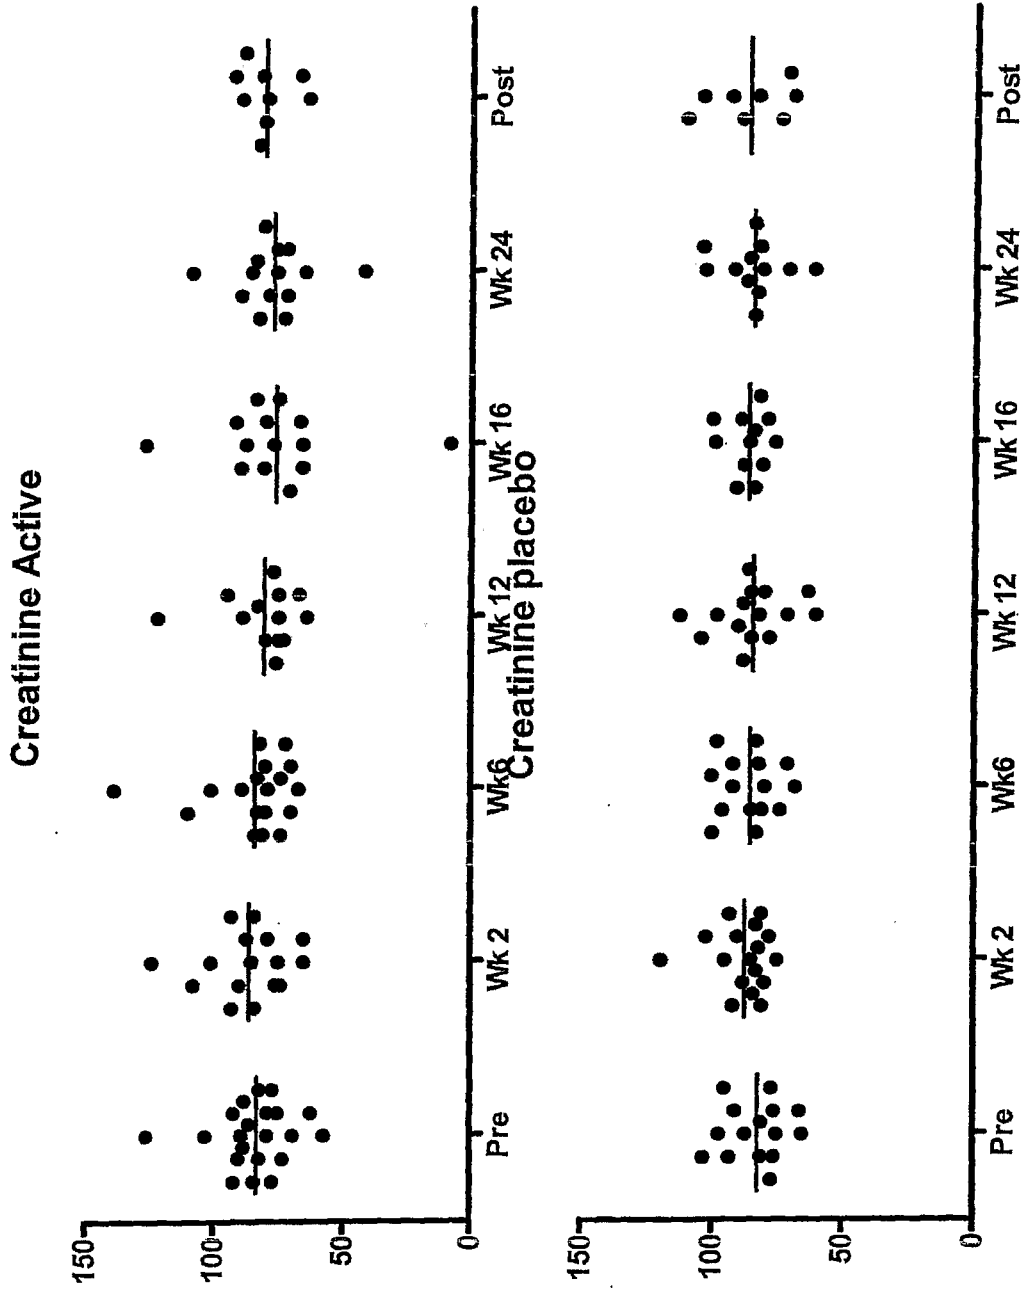 Creatinine Active
150
100
50
0
Pre
Wk 2
Wk6
Wk 12
Wk 16
Wk 24
Post
Creatinine placebo
150
100
50
0
Pre
Wk 2
Wk6
Wk 12
Wk 16
Wk 24
Post